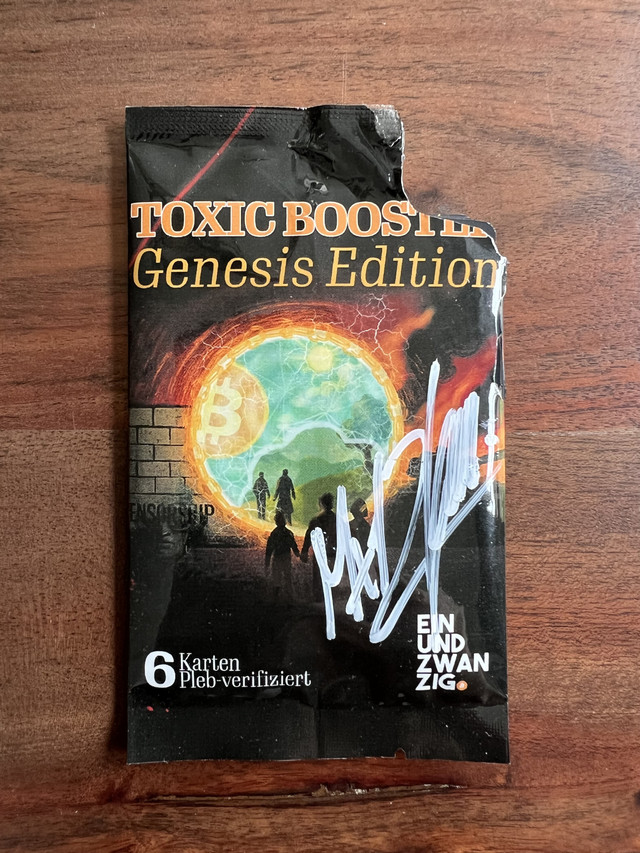 TOXIC BOOSTE
Genesis Edition
ENSORSHIP
6 Karten
Pleb-verifiziert
EIN
UND
ZWAN
ZIG